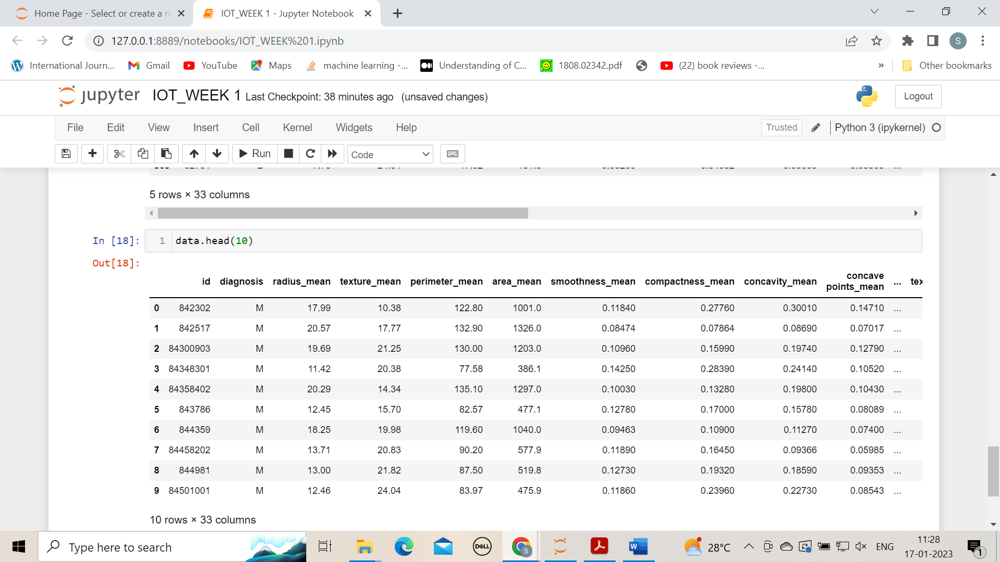 Home Page - Select or create a n
IOT_WEEK 1 - Jupyter Notebook
127.0.0.1:8889/notebooks/IOT_WEEK%201.ipynb
S
International Journ...
Gmail
YouTube
Maps
machine learning -...
Understanding of C...
1808.02342.pdf
(22) book reviews -...
»
Other bookmarks
jupyter IOT_WEEK 1 Last Checkpoint: 38 minutes ago (unsaved changes)
Logout
File Edit View Insert Cell Kernel Widgets Help
Trusted
Python 3 (ipykernel)
Run
Code
5 rows × 33 columns
In [18]: 1 data.head(10)
Out[18]:
id diagnosis radius_mean texture_mean perimeter_mean area_mean smoothness_mean compactness_mean concavity_mean concave points_mean ... tex
0 842302 M 17.99 10.38 122.80 1001.0 0.11840 0.27760 0.30010 0.14710 ...
1 842517 M 20.57 17.77 132.90 1326.0 0.08474 0.07864 0.08690 0.07017 ...
2 84300903 M 19.69 21.25 130.00 1203.0 0.10960 0.15990 0.19740 0.12790 ...
3 84348301 M 11.42 20.38 77.58 386.1 0.14250 0.28390 0.24140 0.10520 ...
4 84358402 M 20.29 14.34 135.10 1297.0 0.10030 0.13280 0.19800 0.10430 ...
5 843786 M 12.45 15.70 82.57 477.1 0.12780 0.17000 0.15780 0.08089 ...
6 844359 M 18.25 19.98 119.60 1040.0 0.09463 0.10900 0.11270 0.07400 ...
7 84458202 M 13.71 20.83 90.20 577.9 0.11890 0.16450 0.09366 0.05985 ...
8 844981 M 13.00 21.82 87.50 519.8 0.12730 0.19320 0.18590 0.09353 ...
9 84501001 M 12.46 24.04 83.97 475.9 0.11860 0.23960 0.22730 0.08543 ...
10 rows × 33 columns
Type here to search
DELL
S
W
28°C
ENG
11:28
17-01-2023
1